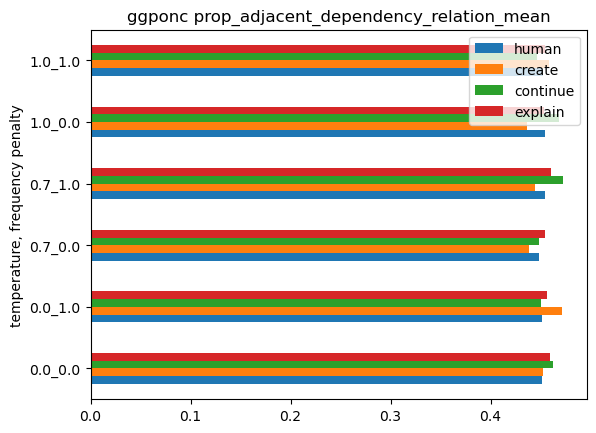 ggponc prop_adjacent_dependency_relation_mean
human
create
continue
explain
temperature, frequency penalty
1.0_1.0
1.0_0.0
0.7_1.0
0.7_0.0
0.0_1.0
0.0_0.0
0.0
0.1
0.2
0.3
0.4